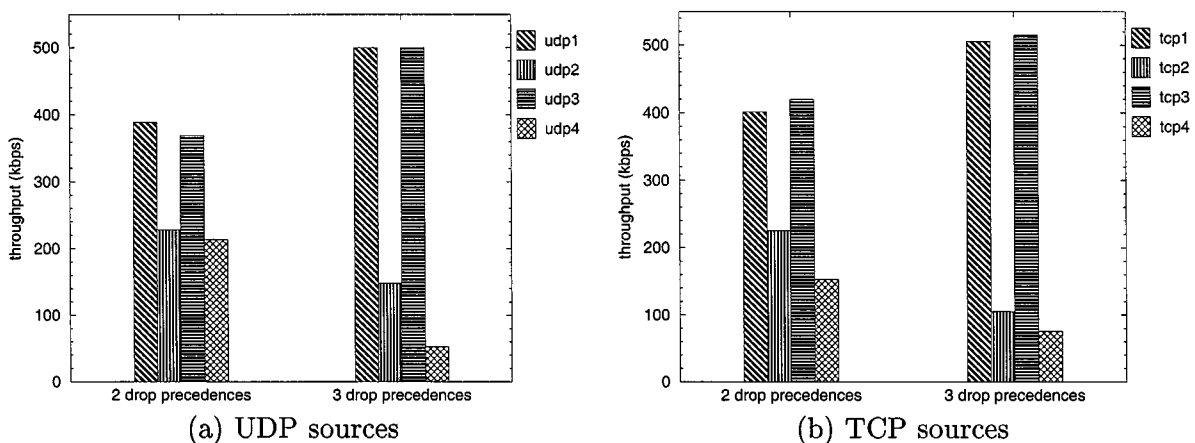 throughput (kbps)
500
400
300
200
100
0
2 drop precedences
3 drop precedences
udp1
udp2
udp3
udp4
(a) UDP sources
throughput (kbps)
500
400
300
200
100
0
2 drop precedences
3 drop precedences
tcp1
tcp2
tcp3
tcp4
(b) TCP sources